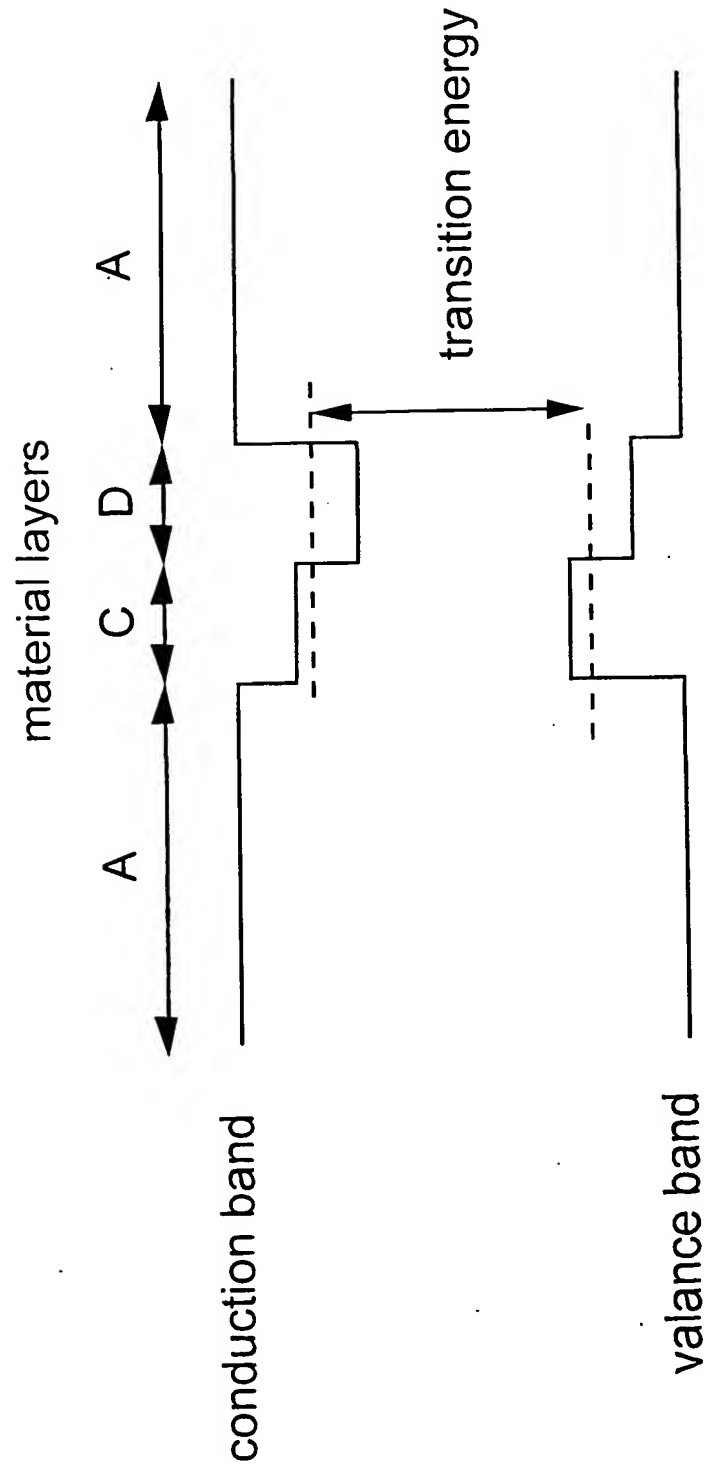 material layers
A
C
D
A
conduction band
transition energy
valance band